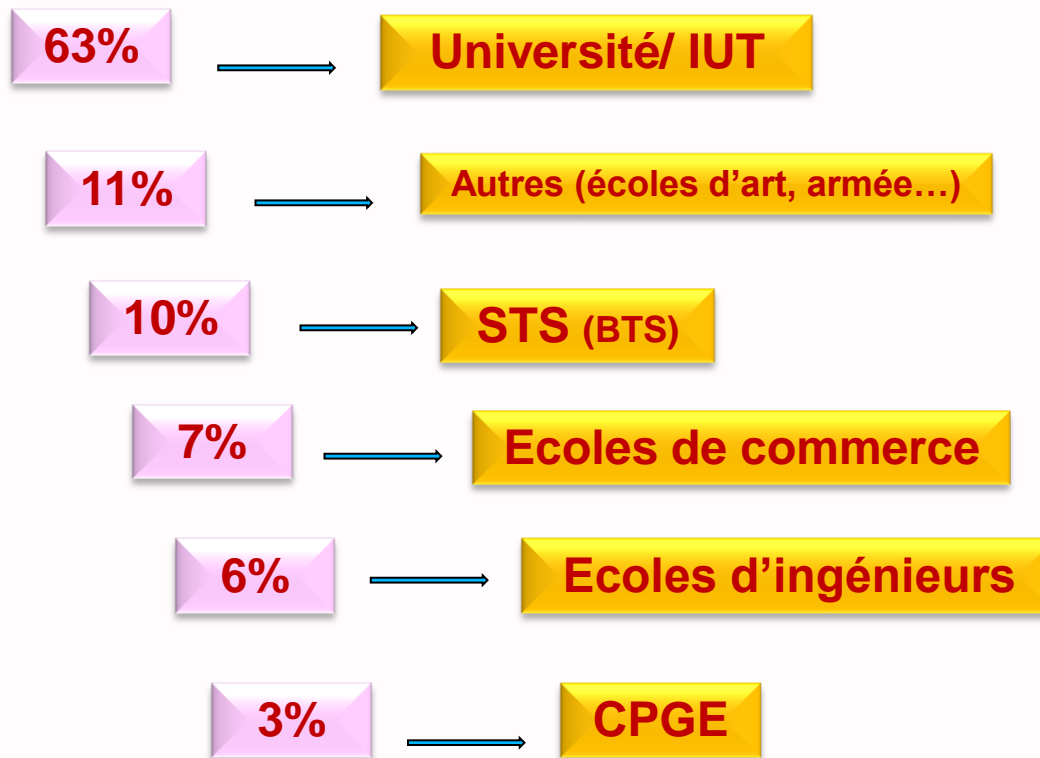 63% Université/ IUT
11% Autres (écoles d’art, armée…)
10% STS (BTS)
7% Ecoles de commerce
6% Ecoles d’ingénieurs
3% CPGE